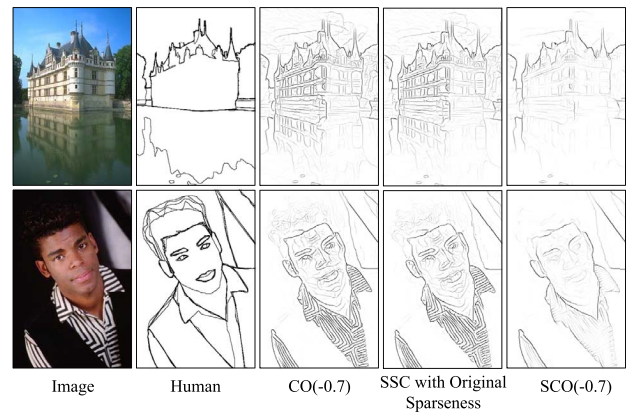 Image
Human
CO(-0.7)
SSC with Original
Sparseness
SCO(-0.7)